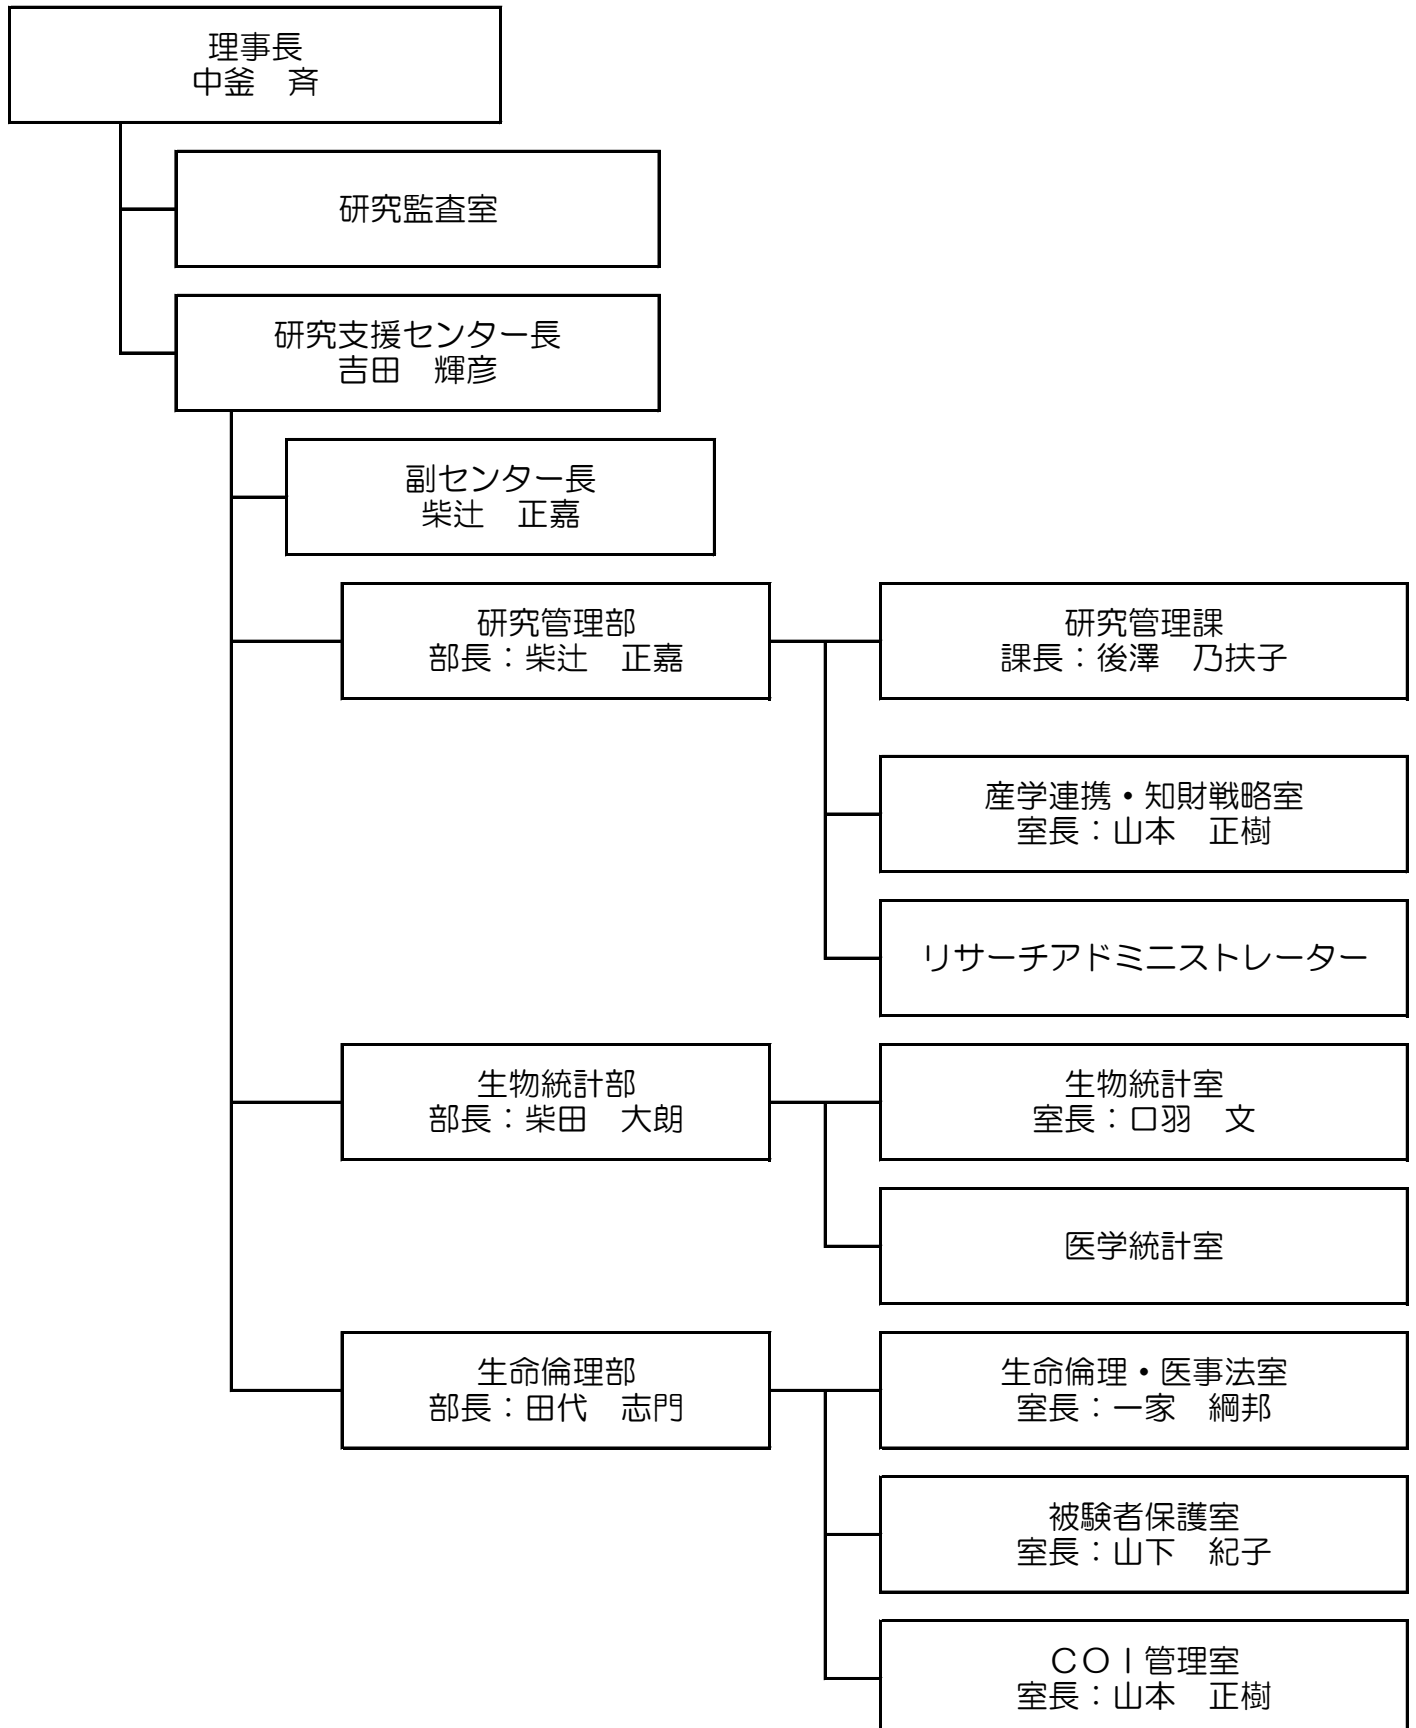 理事長
中釜　斉
研究監査室
研究支援センター長
吉田　輝彦
副センター長
柴辻　正嘉
研究管理部
部長：柴辻　正嘉
研究管理課
課長：後澤　乃扶子
産学連携・知財戦略室
室長：山本　正樹
リサーチアドミニストレーター
生物統計部
部長：柴田　大朗
生物統計室
室長：口羽　文
医学統計室
生命倫理部
部長：田代　志門
生命倫理・医事法室
室長：一家　綱邦
被験者保護室
室長：山下　紀子
ＣＯＩ管理室
室長：山本　正樹